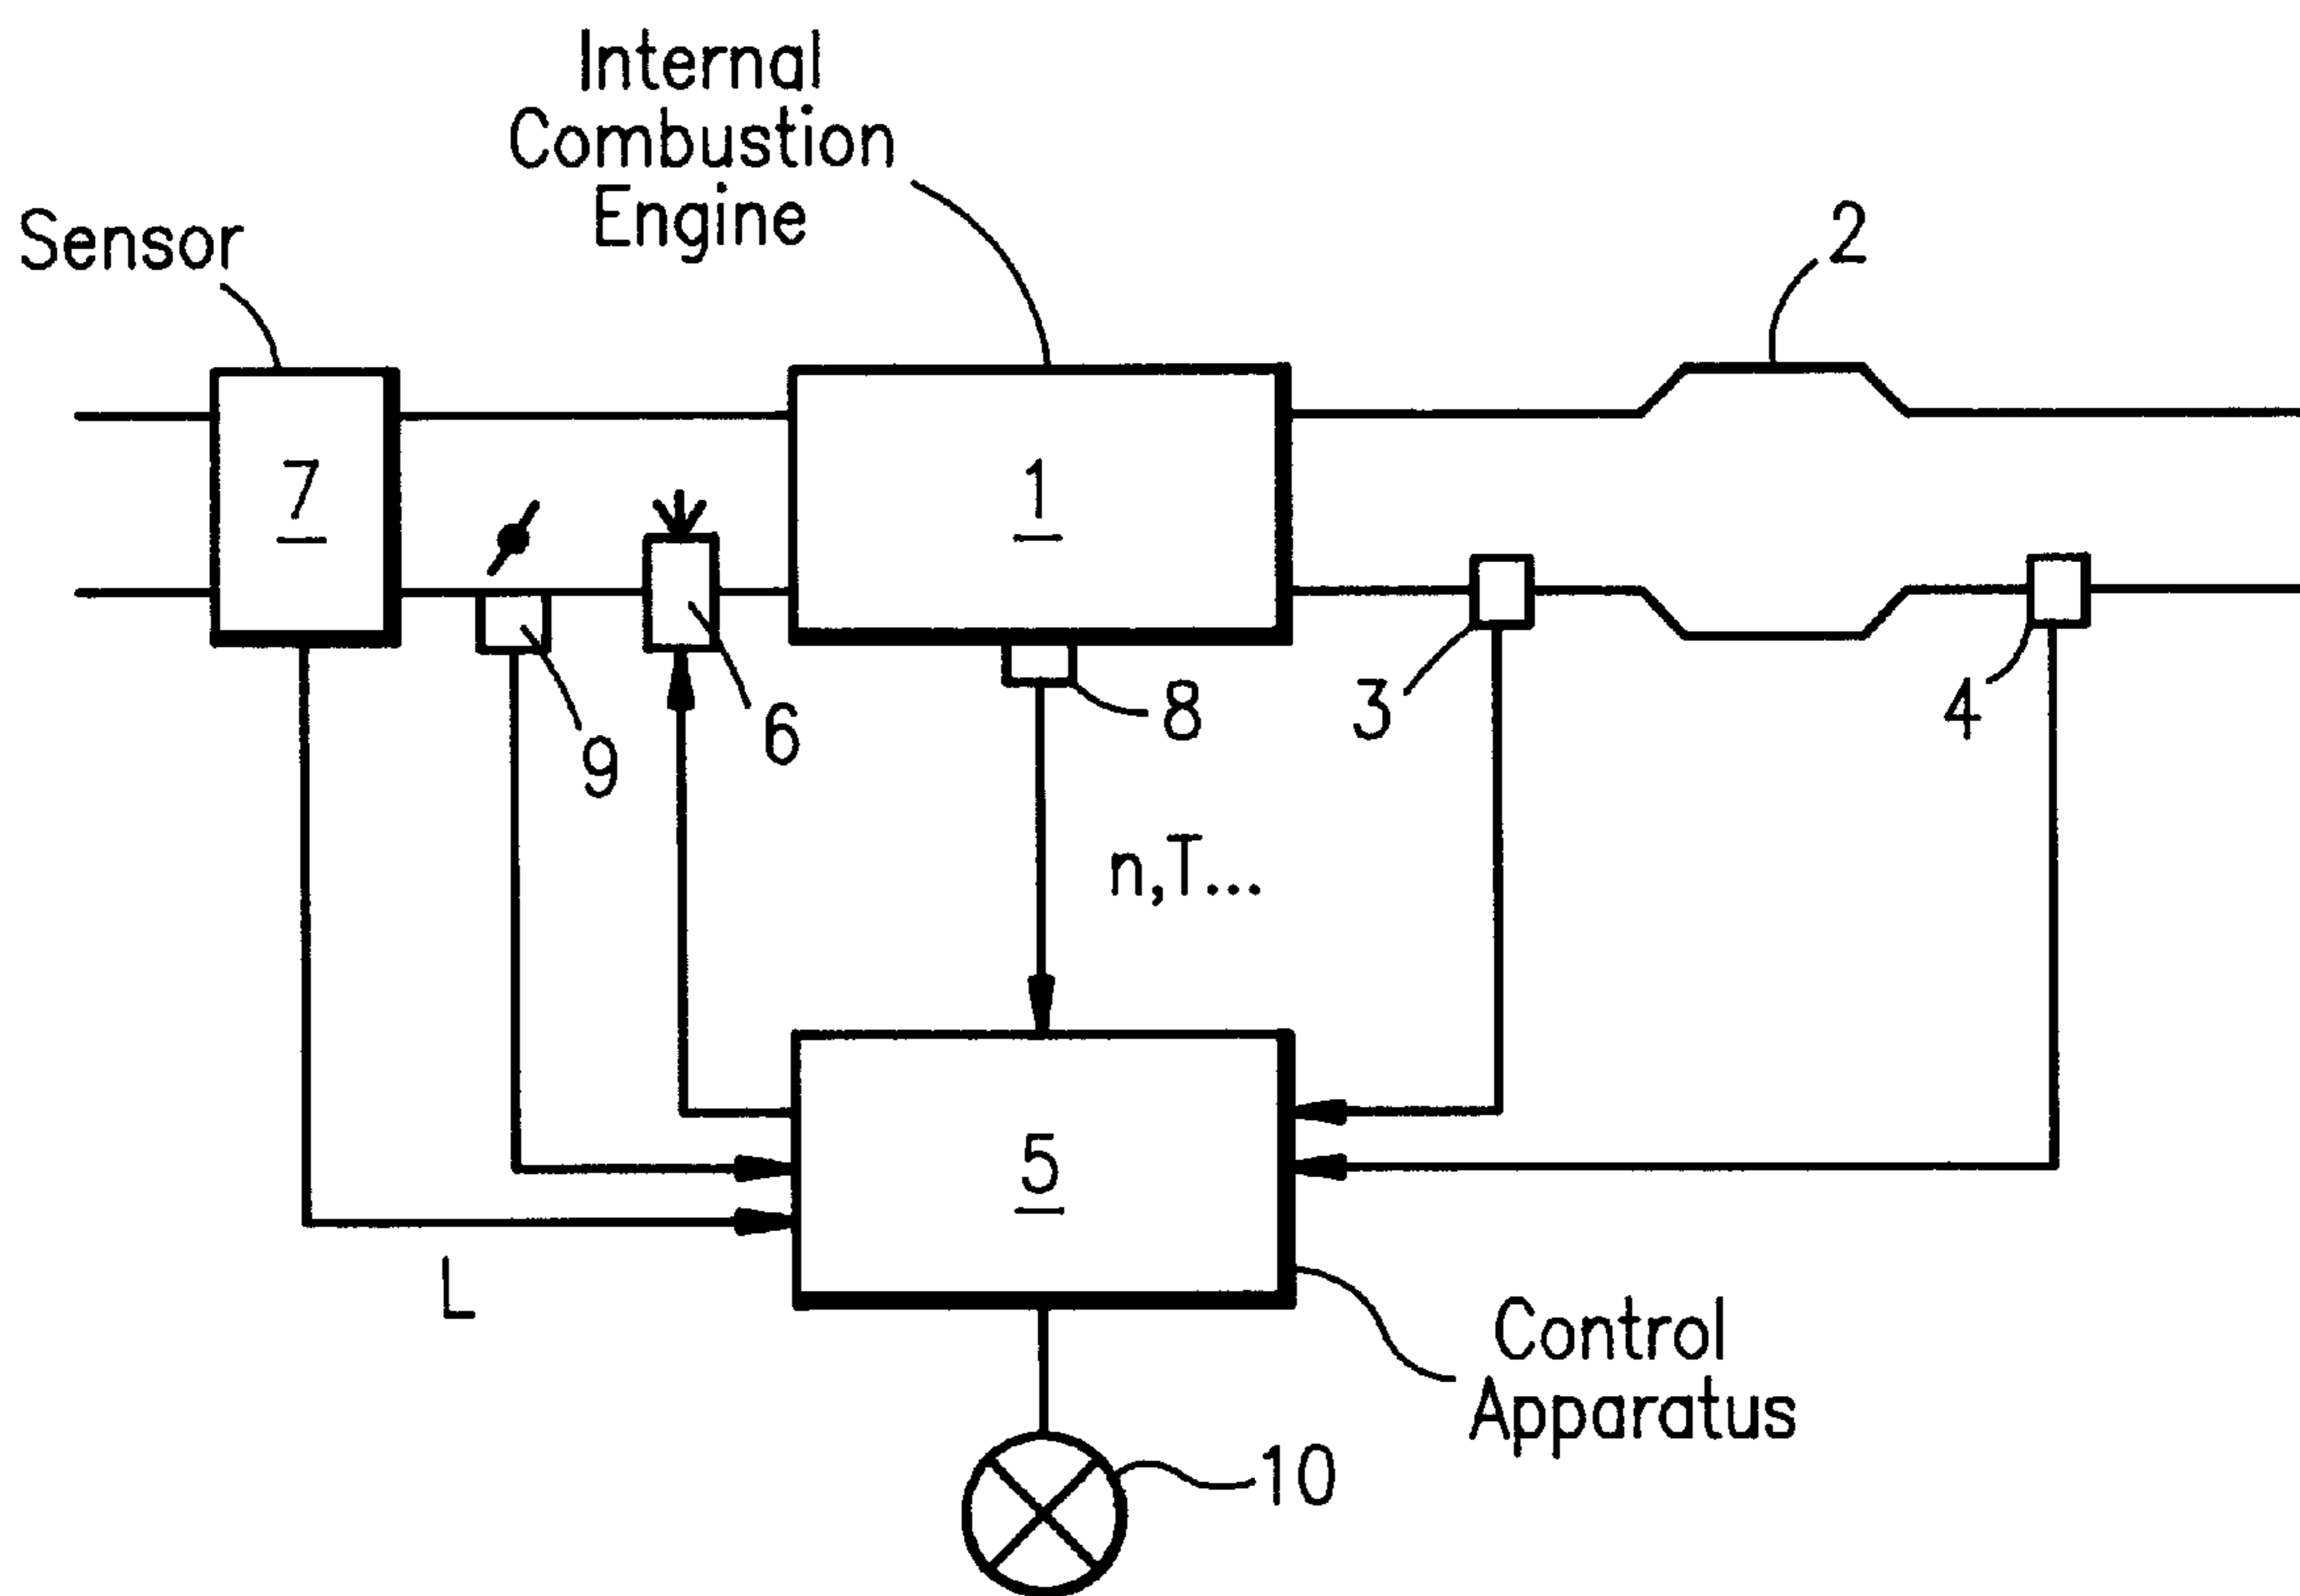 Internal
Combustion
Engine
Sensor
2
7
1
3
4
8
6
9
n,T...
5
L
Control
Apparatus
10